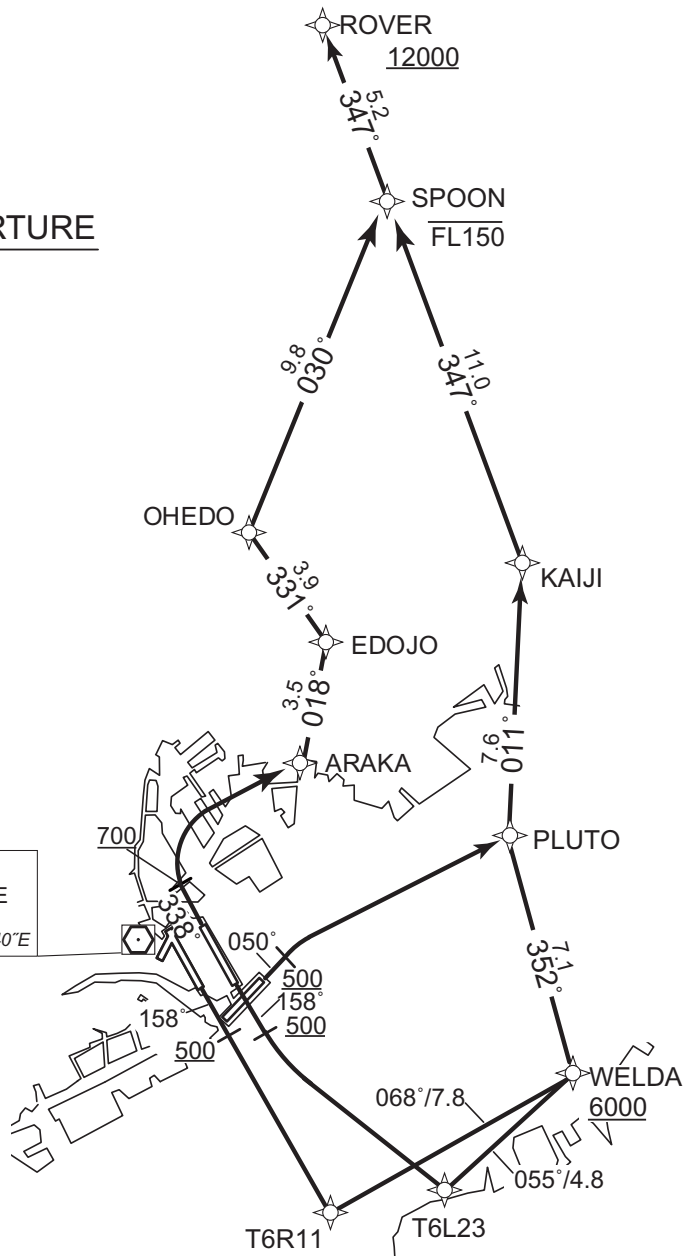 ROVER
12000
5.2
347°
SPOON
FL150
RTURE
9.8
030°
11.0
347°
OHEDO
3.9
331°
KAIJI
EDOJO
3.5
018°
7.6
011°
ARAKA
700
PLUTO
E
0"E
338°
050°
500
158°
7.1
352°
158°
500
500
WELDA
6000
068°/7.8
055°/4.8
T6R11
T6L23